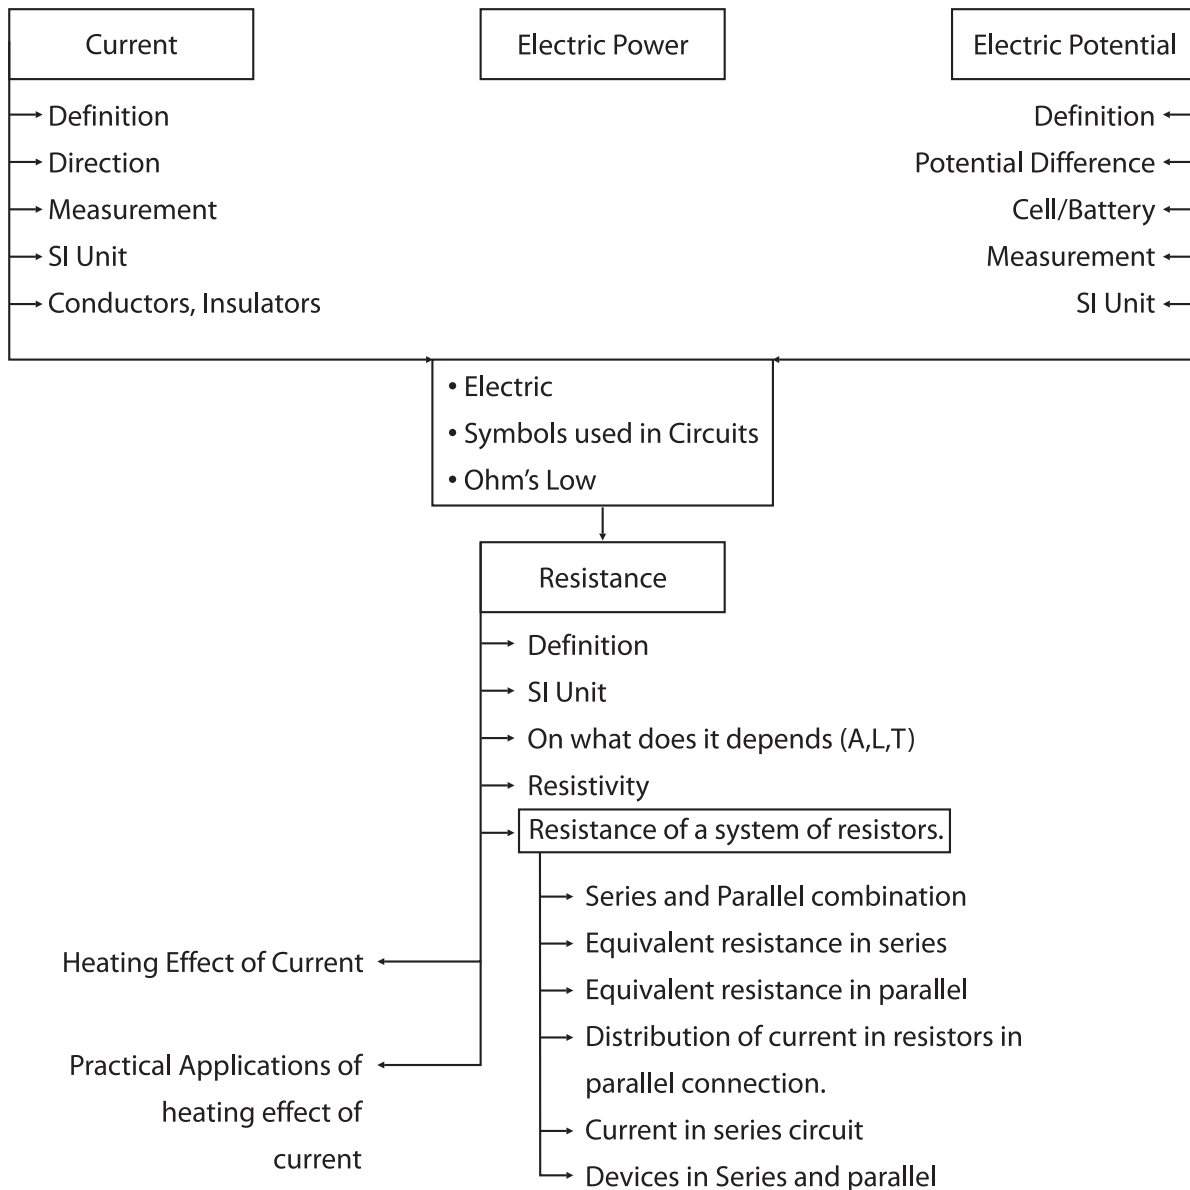 Current
Electric Power
Electric Potential
Definition
Direction
Measurement
SI Unit
Conductors, Insulators
Definition
Potential Difference
Cell/Battery
Measurement
SI Unit
• Electric
• Symbols used in Circuits
• Ohm's Low
Resistance
Definition
SI Unit
On what does it depends (A,L,T)
Resistivity
Resistance of a system of resistors.
Series and Parallel combination
Equivalent resistance in series
Equivalent resistance in parallel
Distribution of current in resistors in
parallel connection.
Current in series circuit
Devices in Series and parallel
Heating Effect of Current
Practical Applications of
heating effect of
current